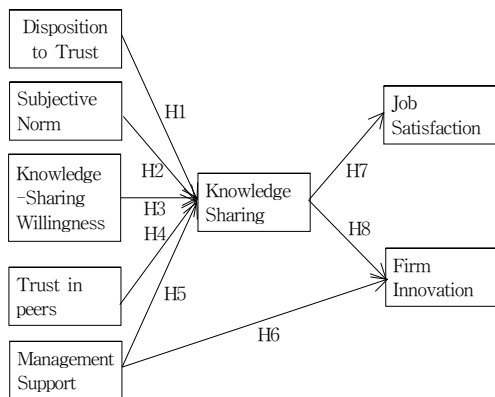 Disposition
to Trust
Subjective
Norm
Knowledge
-Sharing
Willingness
Trust in
peers
Management
Support
H1
H2
H3
H4
H5
H6
Knowledge
Sharing
H7
H8
Job
Satisfaction
Firm
Innovation